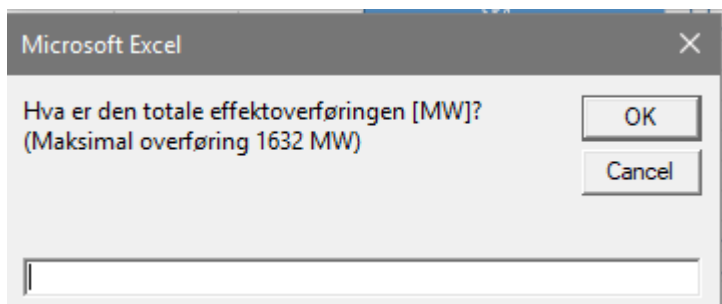 Microsoft Excel
Hva er den totale effektoverføringen [MW]?
(Maksimal overføring 1632 MW)
OK
Cancel